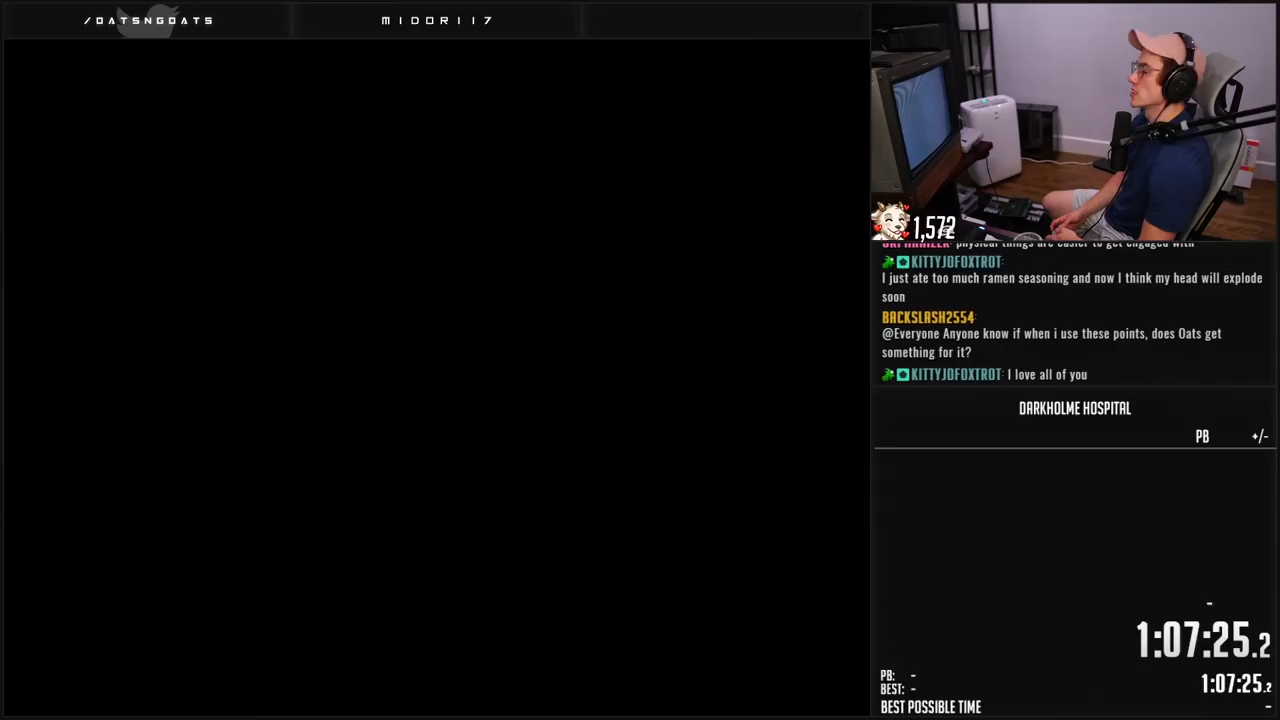 /OATSNGOATS
MIDORII7
1,572
physical things are easier to get engaged with
KITTYJOFOXTROT:
I just ate too much ramen seasoning and now I think my head will explode
soon
BACKSLASH2554:
@Everyone Anyone know if when i use these points, does Oats get
something for it?
KITTYJOFOXTROT: I love all of you
DARKHOLME HOSPITAL
PB +/-
-
1:07:25.2
PB: -
1:07:25.2
BEST: -
BEST POSSIBLE TIME -